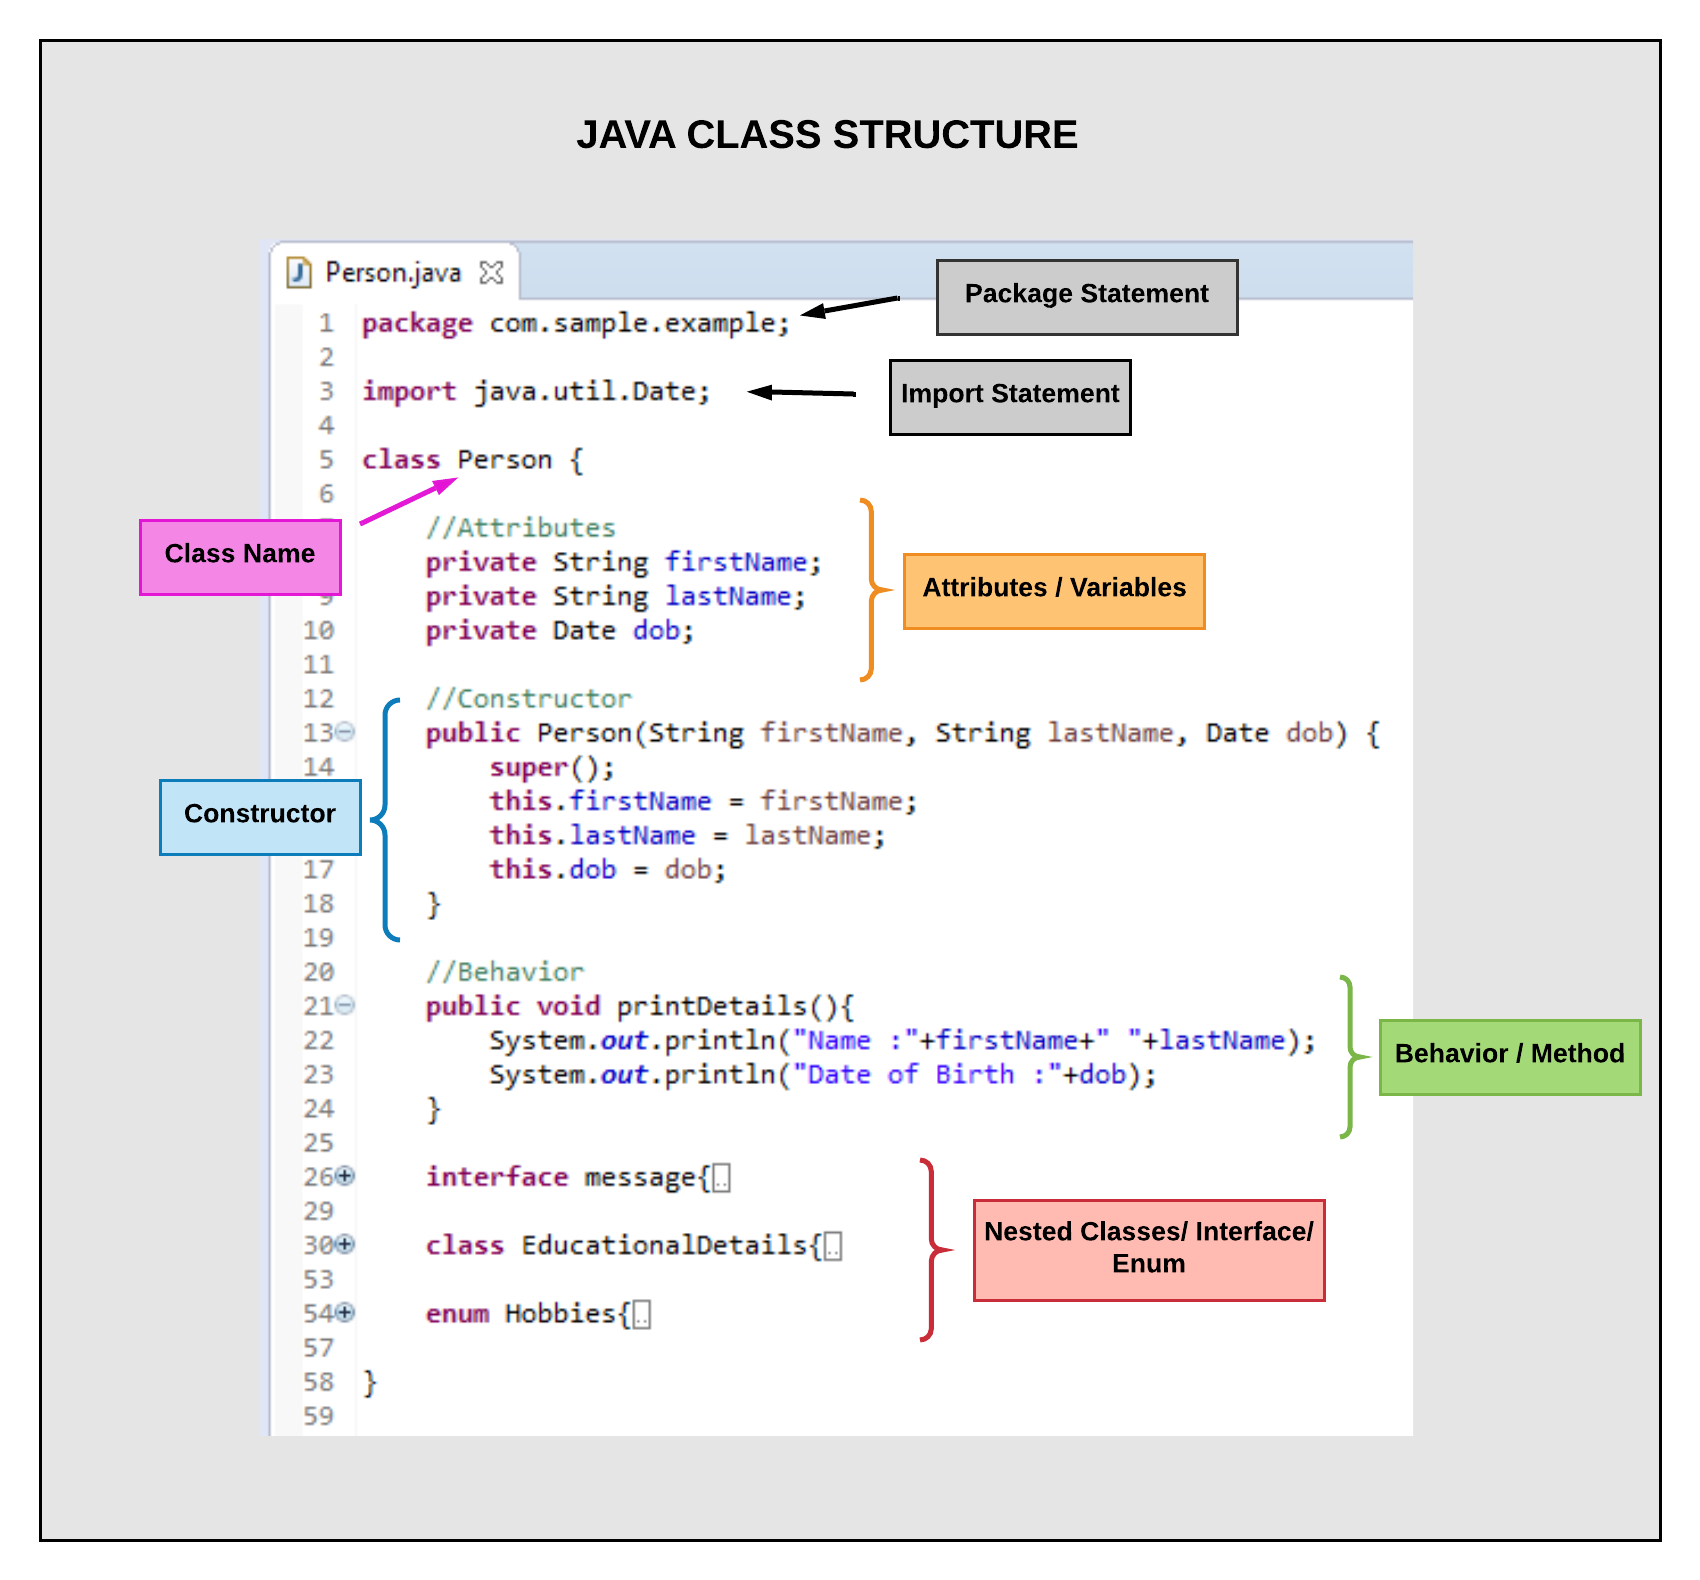 JAVA CLASS STRUCTURE
Person.java
Package Statement
1 package com.sample.example;
2
3 import java.util.Date;
Import Statement
4
5 class Person {
6
Class Name
//Attributes
private String firstName;
9 private String lastName;
10 private Date dob;
Attributes / Variables
11
12 //Constructor
13 public Person(String firstName, String lastName, Date dob) {
14 super();
this.firstName = firstName;
this.lastName = lastName;
Constructor
17 this.dob = dob;
18 }
19
20 //Behavior
21 public void printDetails(){
22 System.out.println("Name :"+firstName+" "+lastName);
23 System.out.println("Date of Birth :"+dob);
Behavior / Method
24 }
25
26 interface message{..
29
30 class EducationalDetails{..
Nested Classes/ Interface/
Enum
53
54 enum Hobbies{..
57
58 }
59